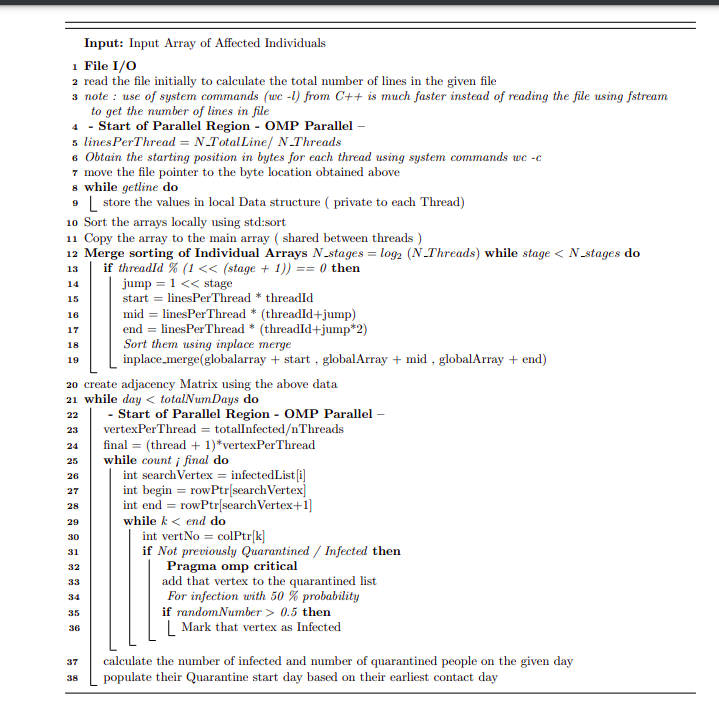 Input: Input Array of Affected Individuals
1 File I/O
2 read the file initially to calculate the total number of lines in the given file
3 note : use of system commands (wc -l) from C++ is much faster instead of reading the file using fstream
to get the number of lines in file
4 - Start of Parallel Region - OMP Parallel –
5 linesPerThread = N_TotalLine/ N_Threads
6 Obtain the starting position in bytes for each thread using system commands wc -c
7 move the file pointer to the byte location obtained above
8 while getline do
9 store the values in local Data structure ( private to each Thread)
10 Sort the arrays locally using std:sort
11 Copy the array to the main array ( shared between threads )
12 Merge sorting of Individual Arrays N_stages = log2 (N_Threads) while stage < N_stages do
13 if threadId % (1 << (stage + 1)) == 0 then
14 jump = 1 << stage
15 start = linesPerThread * threadId
16 mid = linesPerThread * (threadId+jump)
17 end = linesPerThread * (threadId+jump*2)
18 Sort them using inplace merge
19 inplace_merge(globalarray + start , globalArray + mid , globalArray + end)
20 create adjacency Matrix using the above data
21 while day < totalNumDays do
22 - Start of Parallel Region - OMP Parallel –
23 vertexPerThread = totalInfected/nThreads
24 final = (thread + 1)*vertexPerThread
25 while count ¡ final do
26 int searchVertex = infectedList[i]
27 int begin = rowPtr[searchVertex]
28 int end = rowPtr[searchVertex+1]
29 while k < end do
30 int vertNo = colPtr[k]
31 if Not previously Quarantined / Infected then
32 Pragma omp critical
33 add that vertex to the quarantined list
34 For infection with 50 % probability
35 if randomNumber > 0.5 then
36 Mark that vertex as Infected
37 calculate the number of infected and number of quarantined people on the given day
38 populate their Quarantine start day based on their earliest contact day